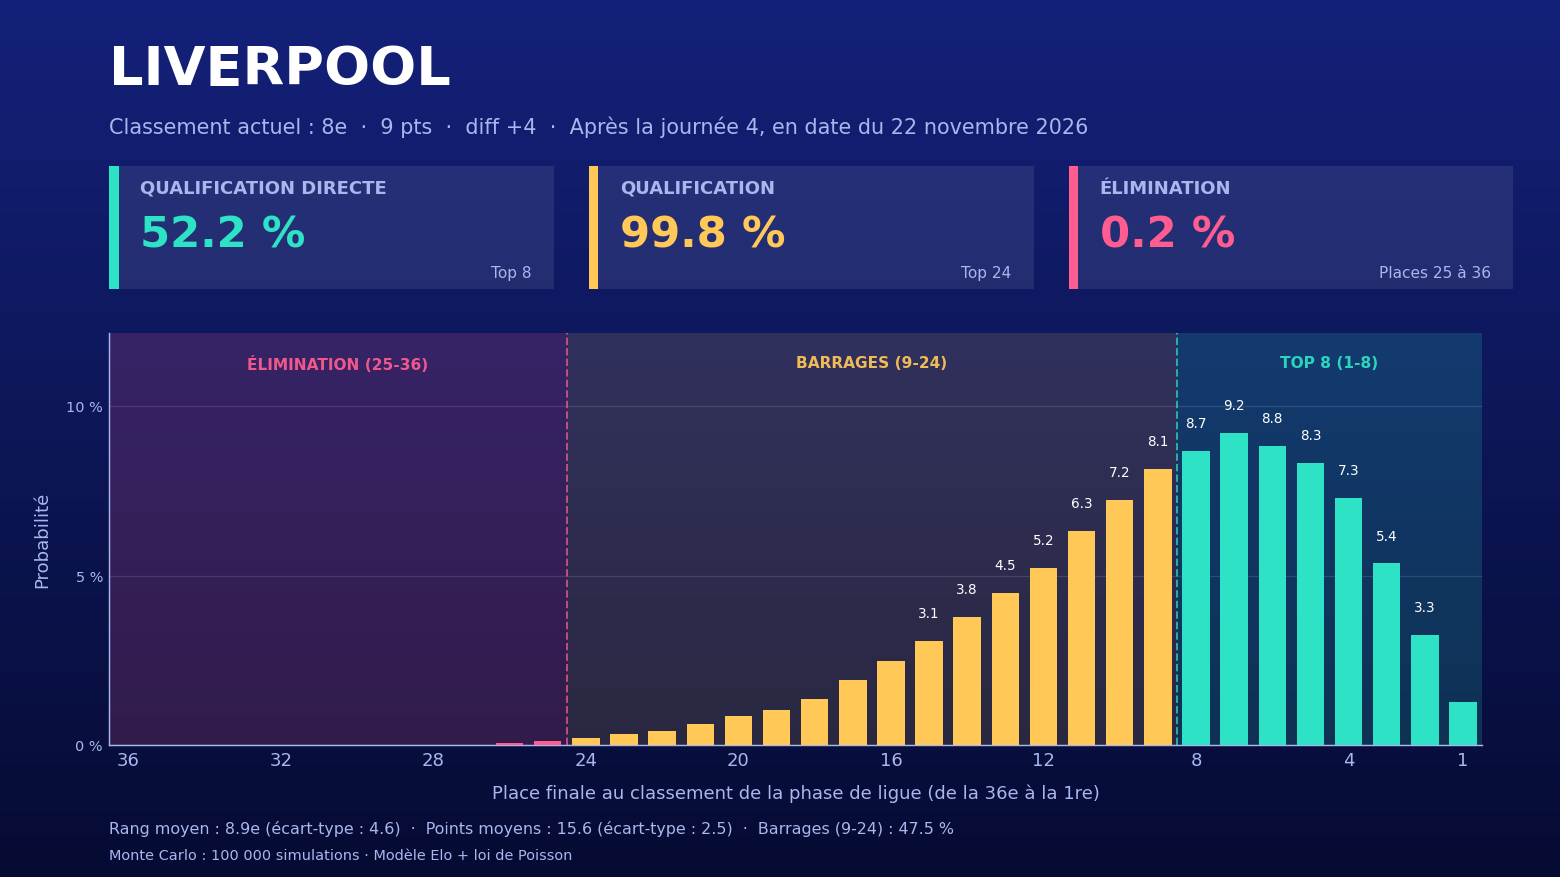 LIVERPOOL
Classement actuel : 8e · 9 pts · diff +4 · Après la journée 4, en date du 22 novembre 2026
QUALIFICATION DIRECTE
52.2 %
Top 8
QUALIFICATION
99.8 %
Top 24
ÉLIMINATION
0.2 %
Places 25 à 36
ÉLIMINATION (25-36)
BARRAGES (9-24)
TOP 8 (1-8)
Probabilité
10 %
5 %
0 %
3.1
3.8
4.5
5.2
6.3
7.2
8.1
8.7
9.2
8.8
8.3
7.3
5.4
3.3
36 32 28 24 20 16 12 8 4 1
Place finale au classement de la phase de ligue (de la 36e à la 1re)
Rang moyen : 8.9e (écart-type : 4.6) · Points moyens : 15.6 (écart-type : 2.5) · Barrages (9-24) : 47.5 %
Monte Carlo : 100 000 simulations · Modèle Elo + loi de Poisson